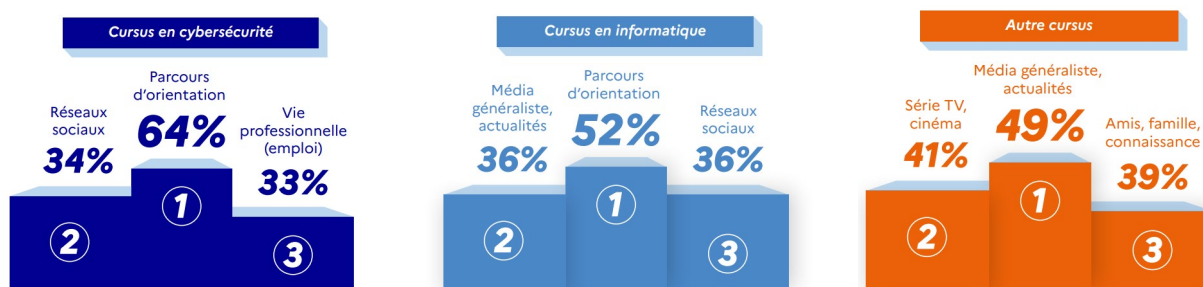 Cursus en cybersécurité
Parcours
d'orientation
64%
Réseaux
sociaux
34%
Vie
professionnelle
(emploi)
33%
1
2
3
Cursus en informatique
Parcours
d'orientation
52%
Média
généraliste,
actualités
36%
Réseaux
sociaux
36%
1
2
3
Autre cursus
Média généraliste,
actualités
49%
Série TV,
cinéma
41%
Amis, famille,
connaissance
39%
1
2
3